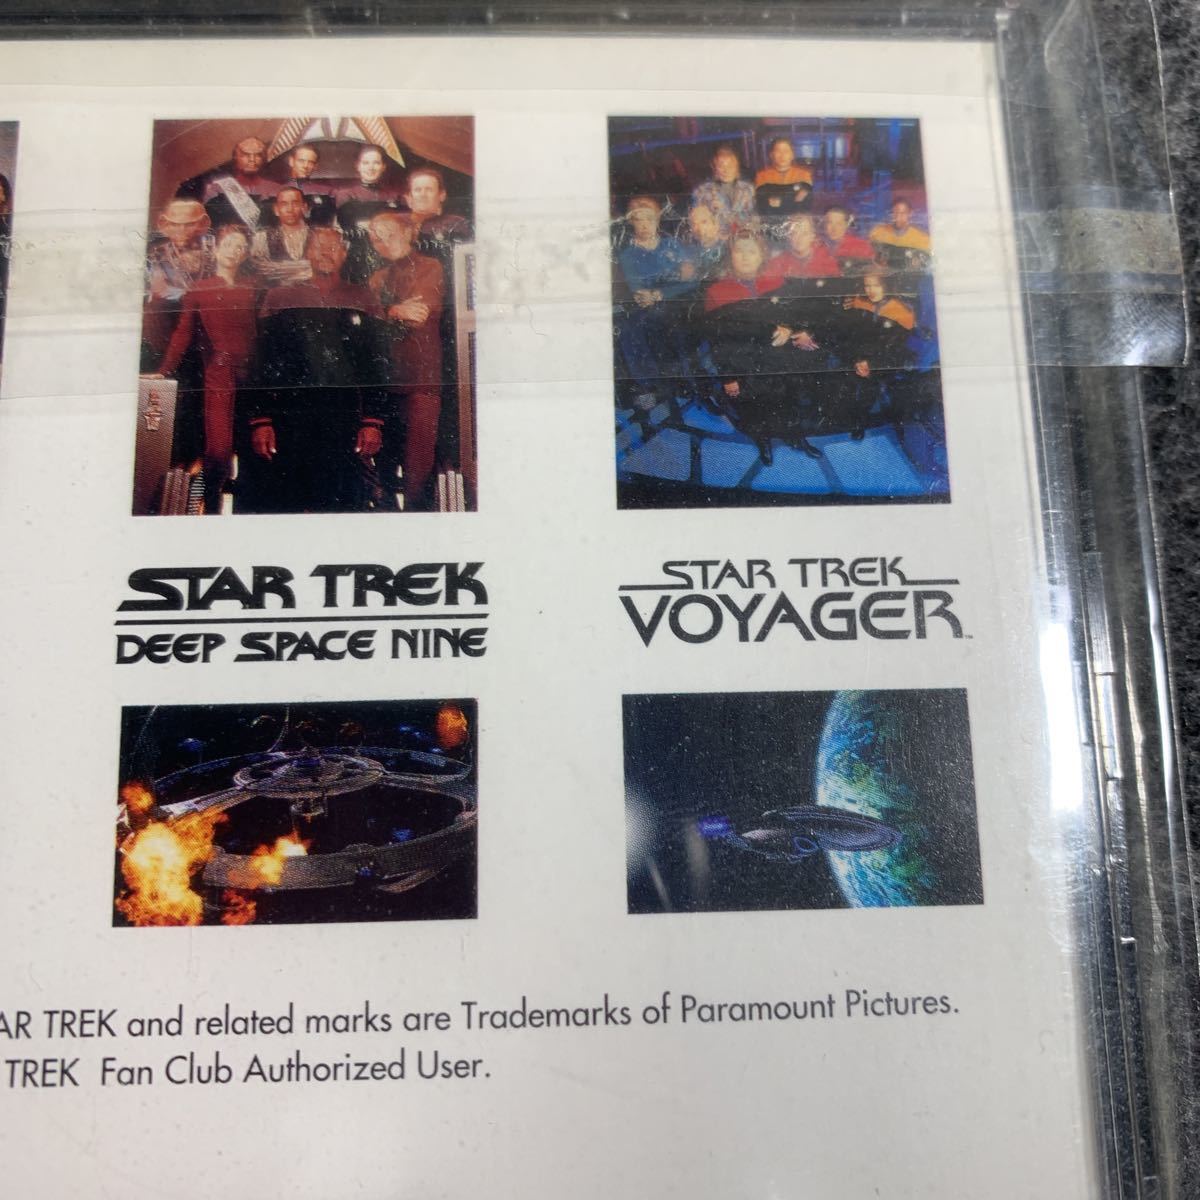 STAR TREK
DEEP SPACE NINE
STAR TREK
VOYAGER™
AR TREK and related marks are Trademarks of Paramount Pictures.
TREK Fan Club Authorized User.